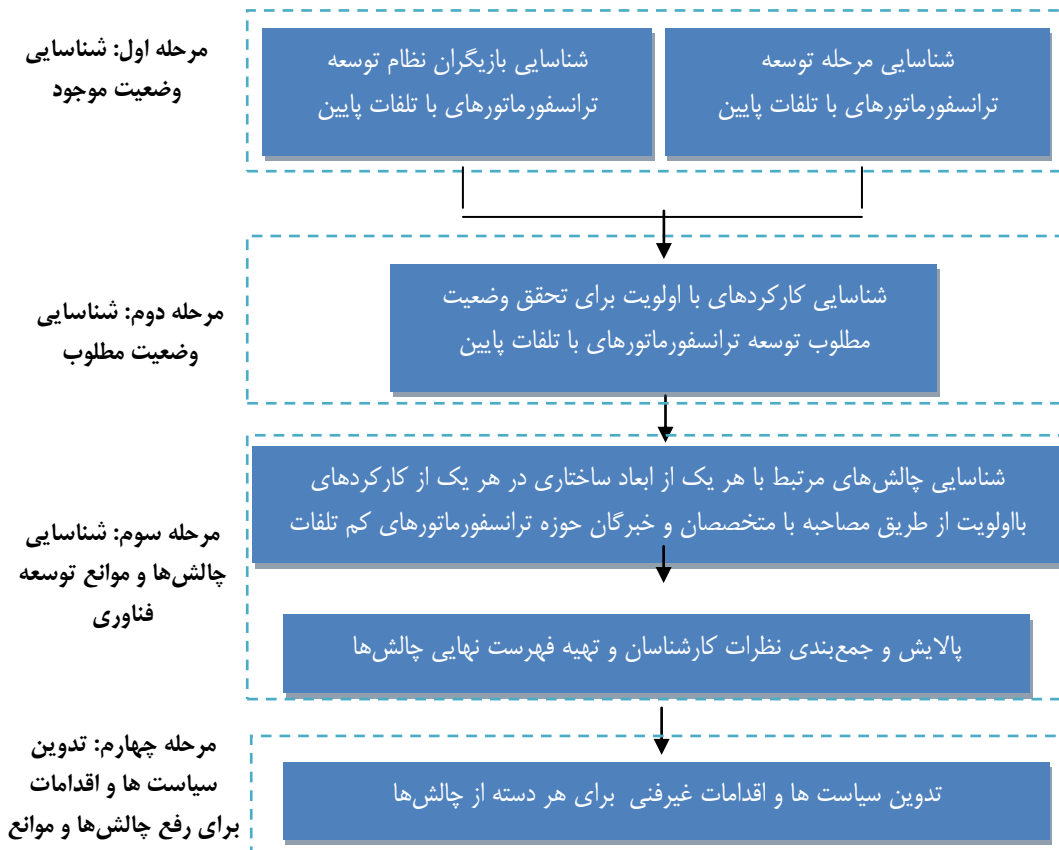 مرحله اول: شناسایی
وضعیت موجود
شناسایی مرحله توسعه
ترانسفورماتورهای با تلفات پایین
شناسایی بازیگران نظام توسعه
ترانسفورماتورهای با تلفات پایین
مرحله دوم: شناسایی
وضعیت مطلوب
شناسایی کارکردهای با اولویت برای تحقق وضعیت
مطلوب توسعه ترانسفورماتورهای با تلفات پایین
مرحله سوم: شناسایی
چالش‌ها و موانع توسعه
فناوری
شناسایی چالش‌های مرتبط با هر یک از ابعاد ساختاری در هر یک از کارکردهای
بااولویت از طریق مصاحبه با متخصصان و خبرگان حوزه ترانسفورماتورهای کم تلفات
پالایش و جمع‌بندی نظرات کارشناسان و تهیه فهرست نهایی چالش‌ها
مرحله چهارم: تدوین
سیاست ها و اقدامات
برای رفع چالش‌ها و موانع
تدوین سیاست ها و اقدامات غیرفنی برای هر دسته از چالش‌ها